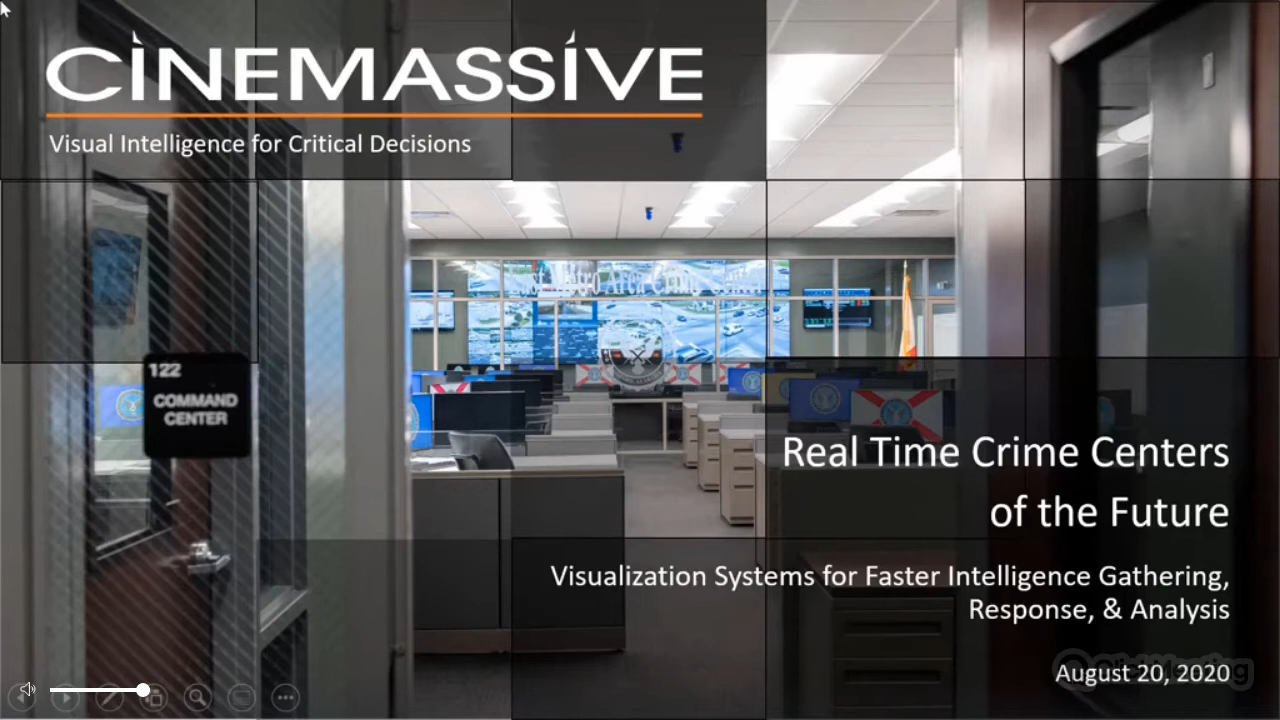 CINEMASSIVE
Visual Intelligence for Critical Decisions
122
COMMAND
CENTER
Real Time Crime Centers
of the Future
Visualization Systems for Faster Intelligence Gathering,
Response, & Analysis
August 20, 2020